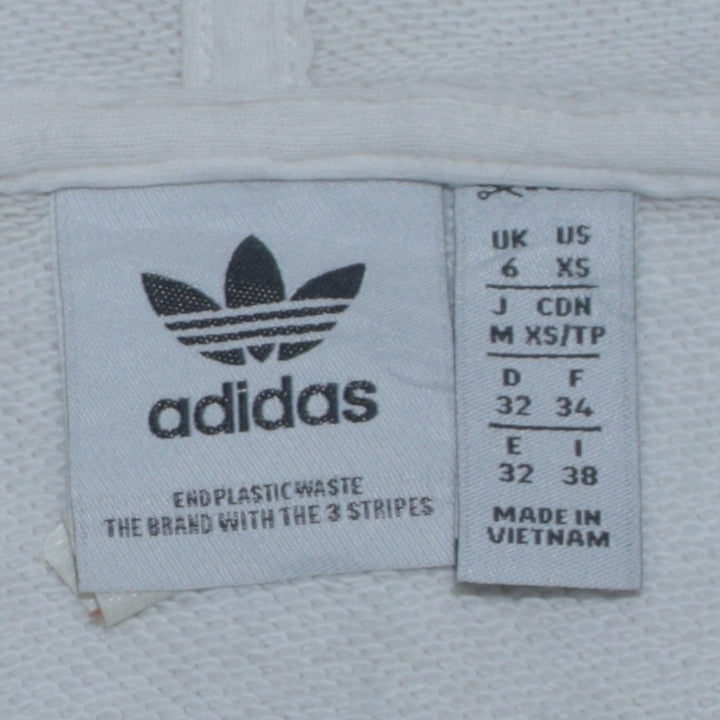 adidas
END PLASTIC WASTE
THE BRAND WITH THE 3 STRIPES
UK US
6 XS
J CDN
M XS/TP
D F
32 34
E I
32 38
MADE IN
VIETNAM